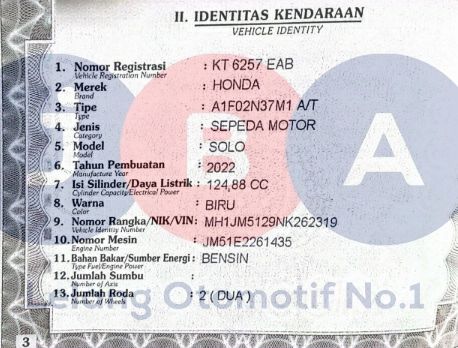 II. IDENTITAS KENDARAAN
VEHICLE IDENTITY
1. Nomor Registrasi : KT 6257 EAB
Vehicle Registration Number
2. Merek : HONDA
Brand
3. Tipe : A1F02N37M1 A/T
Type
4. Jenis : SEPEDA MOTOR
Category
5. Model : SOLO
Model
6. Tahun Pembuatan : 2022
Manufacture Year
7. Isi Silinder/Daya Listrik : 124,88 CC
Cylinder Capacity/Electrical Power
8. Warna : BIRU
Color
9. Nomor Rangka/NIK/VIN : MH1JM5129NK262319
Vehicle Identity Number
10. Nomor Mesin : JM51E2261435
Engine Number
11. Bahan Bakar/Sumber Energi : BENSIN
Type Fuel/Engine Power
12. Jumlah Sumbu :
Number of Axis
13. Jumlah Roda : 2 ( DUA )
Number of Wheels
B A
Lelang Otomotif No.1
3